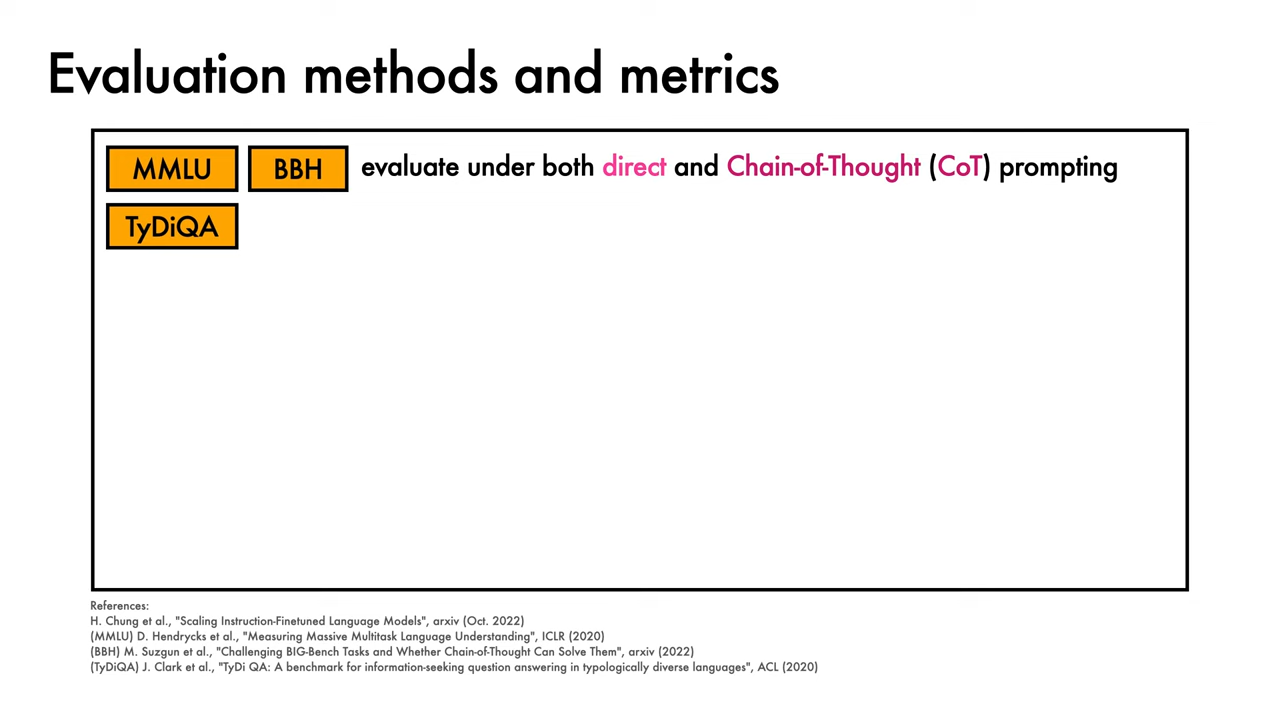 Evaluation methods and metrics
MMLU BBH evaluate under both direct and Chain-of-Thought (CoT) prompting
TyDiQA
References:
H. Chung et al., "Scaling Instruction-Finetuned Language Models", arxiv (Oct. 2022)
(MMLU) D. Hendrycks et al., "Measuring Massive Multitask Language Understanding", ICLR (2020)
(BBH) M. Suzgun et al., "Challenging BIG-Bench Tasks and Whether Chain-of-Thought Can Solve Them", arxiv (2022)
(TyDiQA) J. Clark et al., "TyDi QA: A benchmark for information-seeking question answering in typologically diverse languages", ACL (2020)